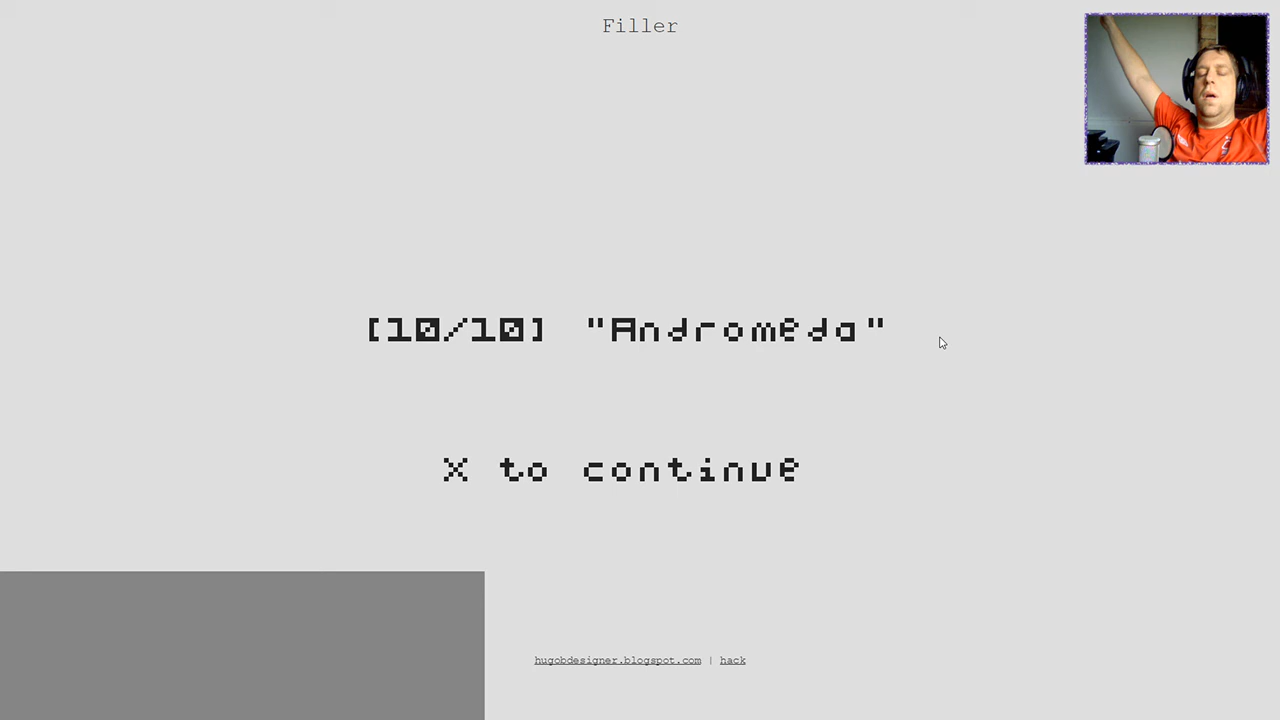 Filler
[10/10] "Andromeda"
X to continue
hugobdesigner.blogspot.com | hack